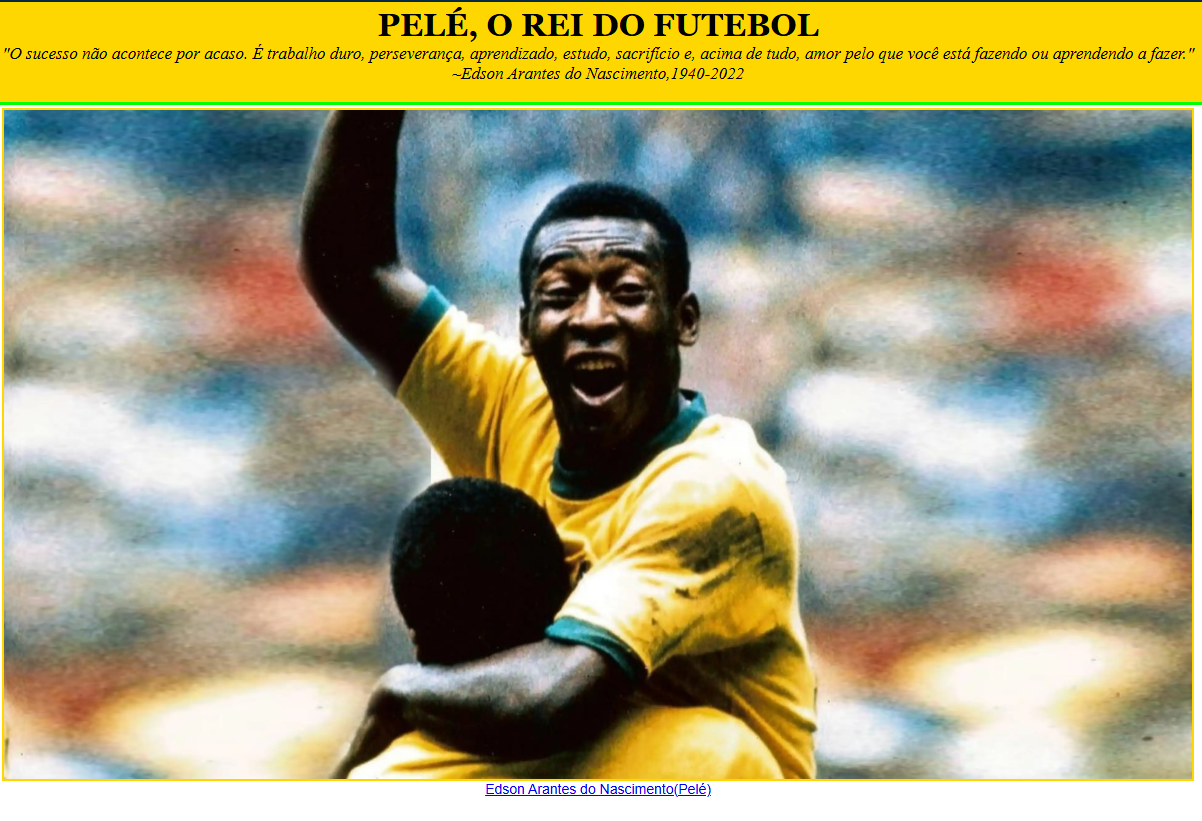 PELÉ, O REI DO FUTEBOL
"O sucesso não acontece por acaso. É trabalho duro, perseverança, aprendizado, estudo, sacrifício e, acima de tudo, amor pelo que você está fazendo ou aprendendo a fazer."
~Edson Arantes do Nascimento,1940-2022
Edson Arantes do Nascimento(Pelé)